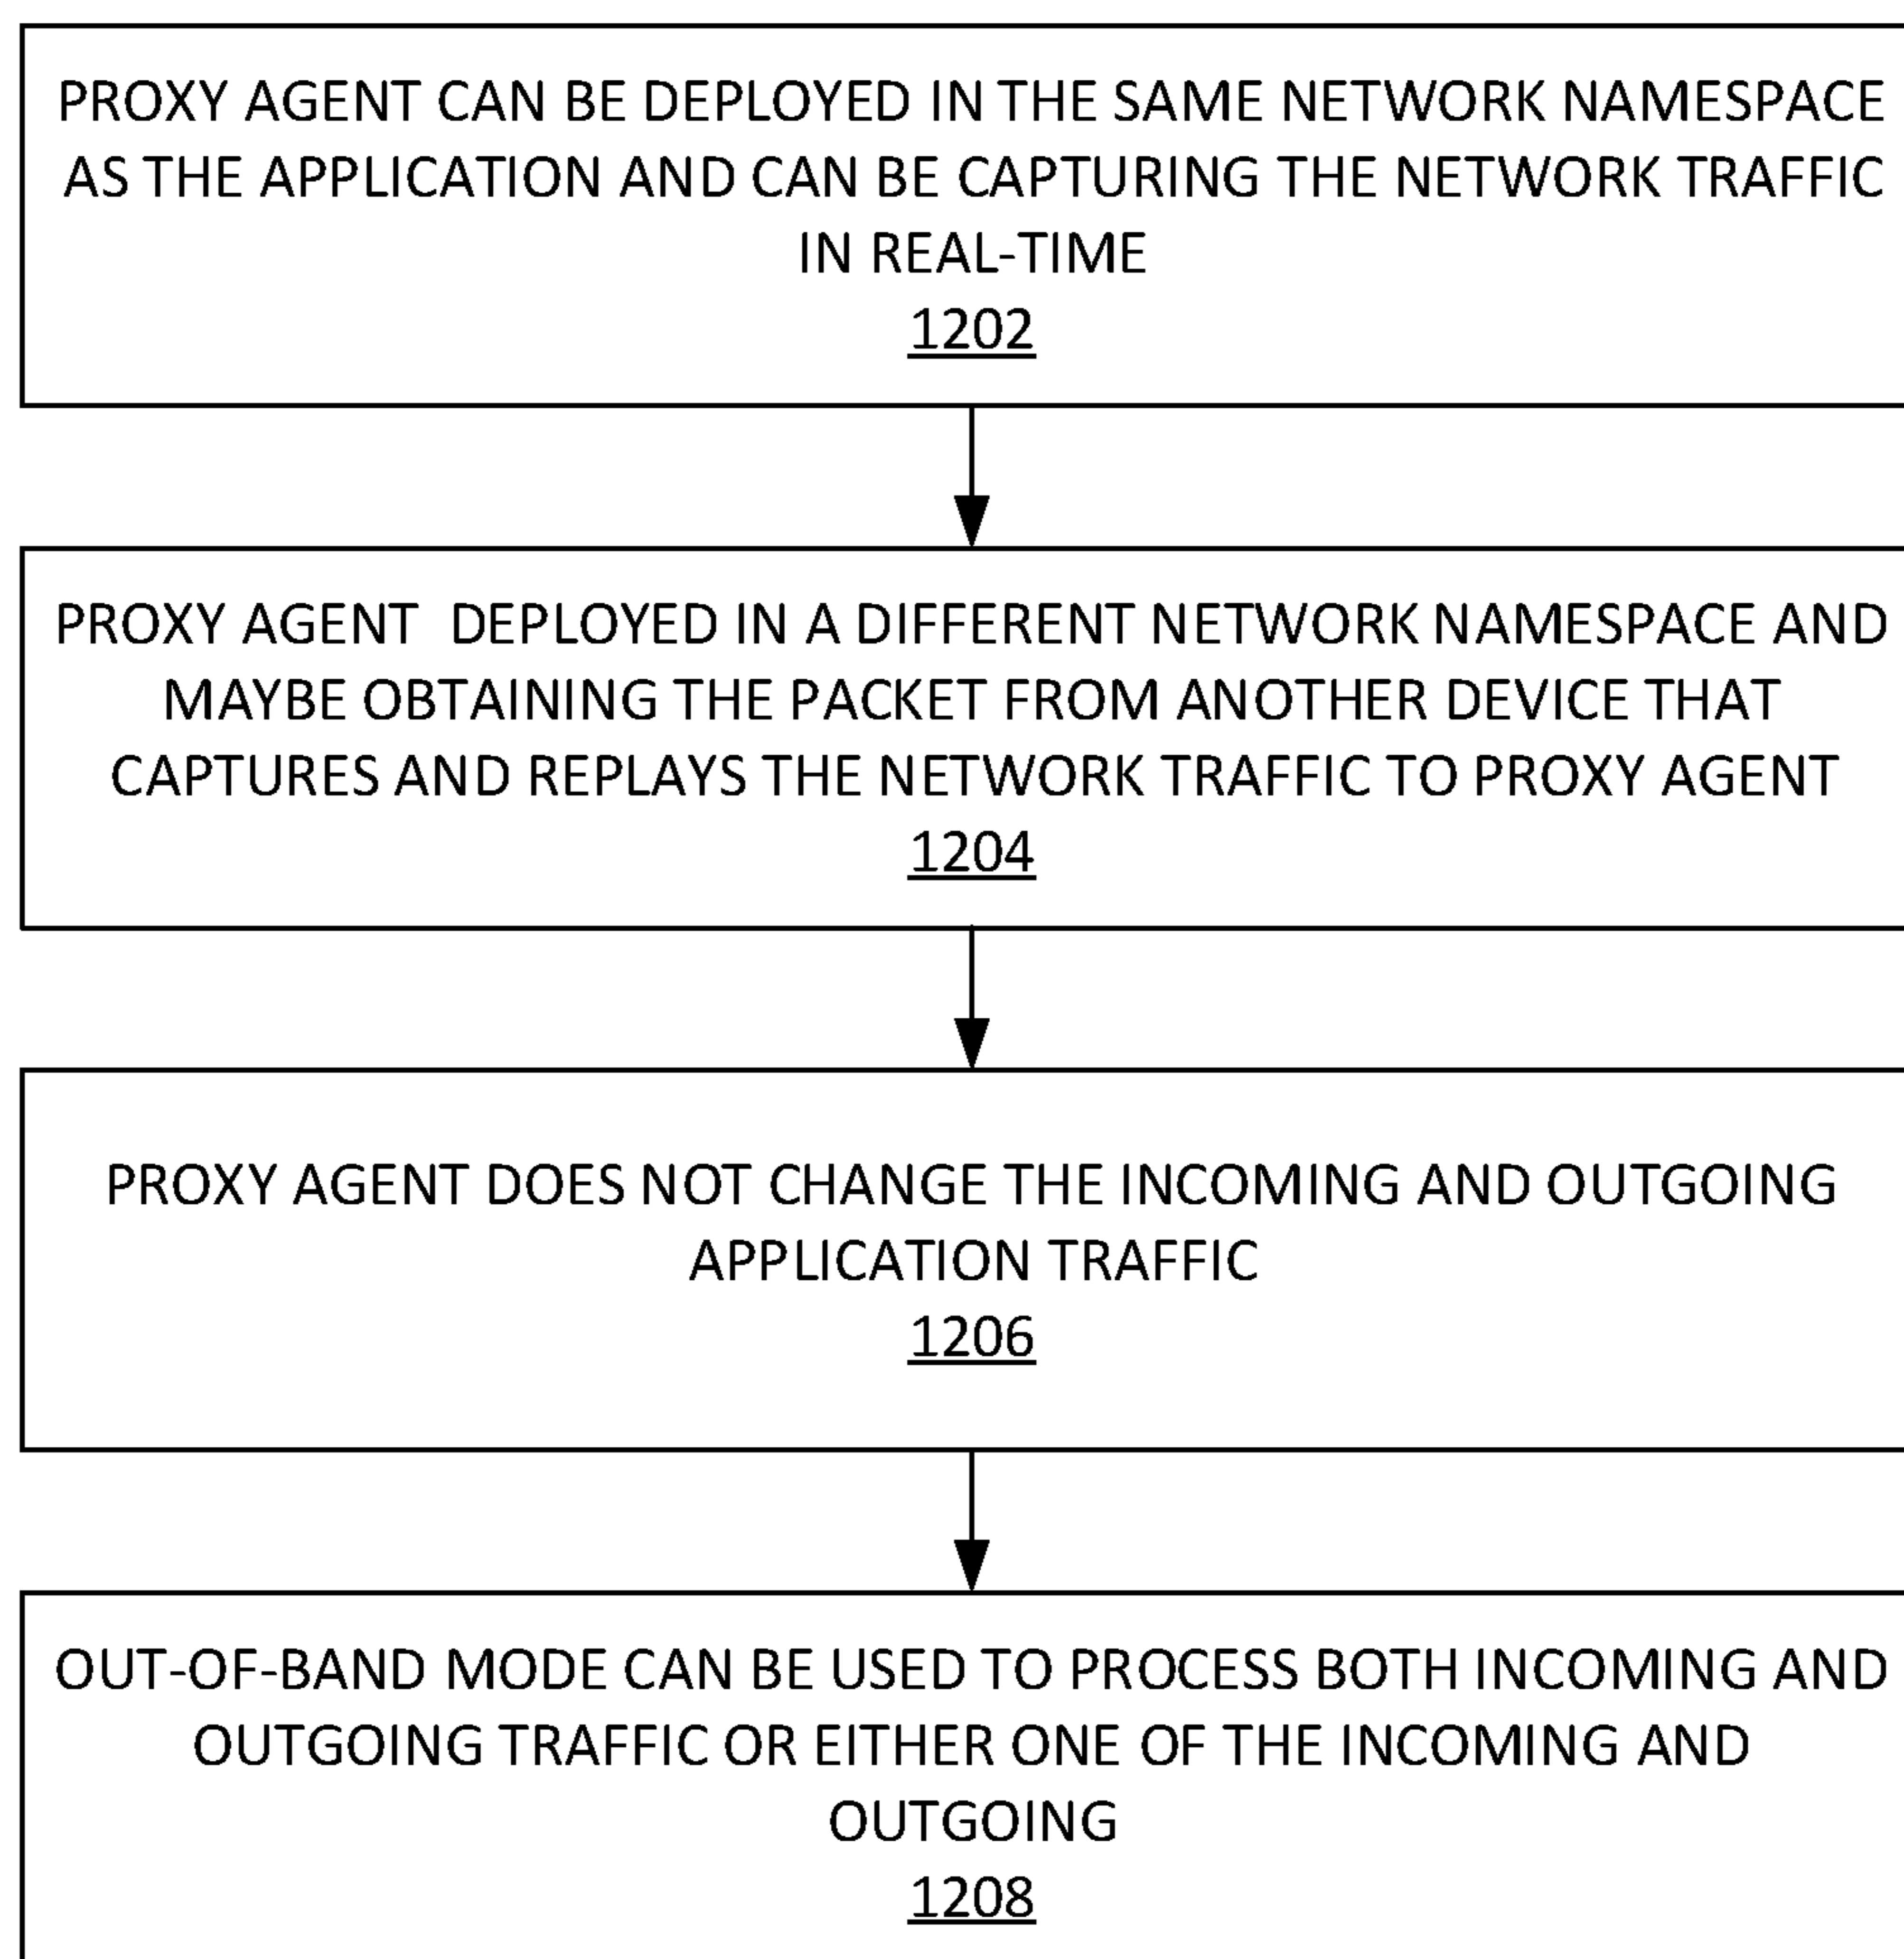 PROXY AGENT CAN BE DEPLOYED IN THE SAME NETWORK NAMESPACE
AS THE APPLICATION AND CAN BE CAPTURING THE NETWORK TRAFFIC
IN REAL-TIME
1202
PROXY AGENT DEPLOYED IN A DIFFERENT NETWORK NAMESPACE AND
MAYBE OBTAINING THE PACKET FROM ANOTHER DEVICE THAT
CAPTURES AND REPLAYS THE NETWORK TRAFFIC TO PROXY AGENT
1204
PROXY AGENT DOES NOT CHANGE THE INCOMING AND OUTGOING
APPLICATION TRAFFIC
1206
OUT-OF-BAND MODE CAN BE USED TO PROCESS BOTH INCOMING AND
OUTGOING TRAFFIC OR EITHER ONE OF THE INCOMING AND
OUTGOING
1208